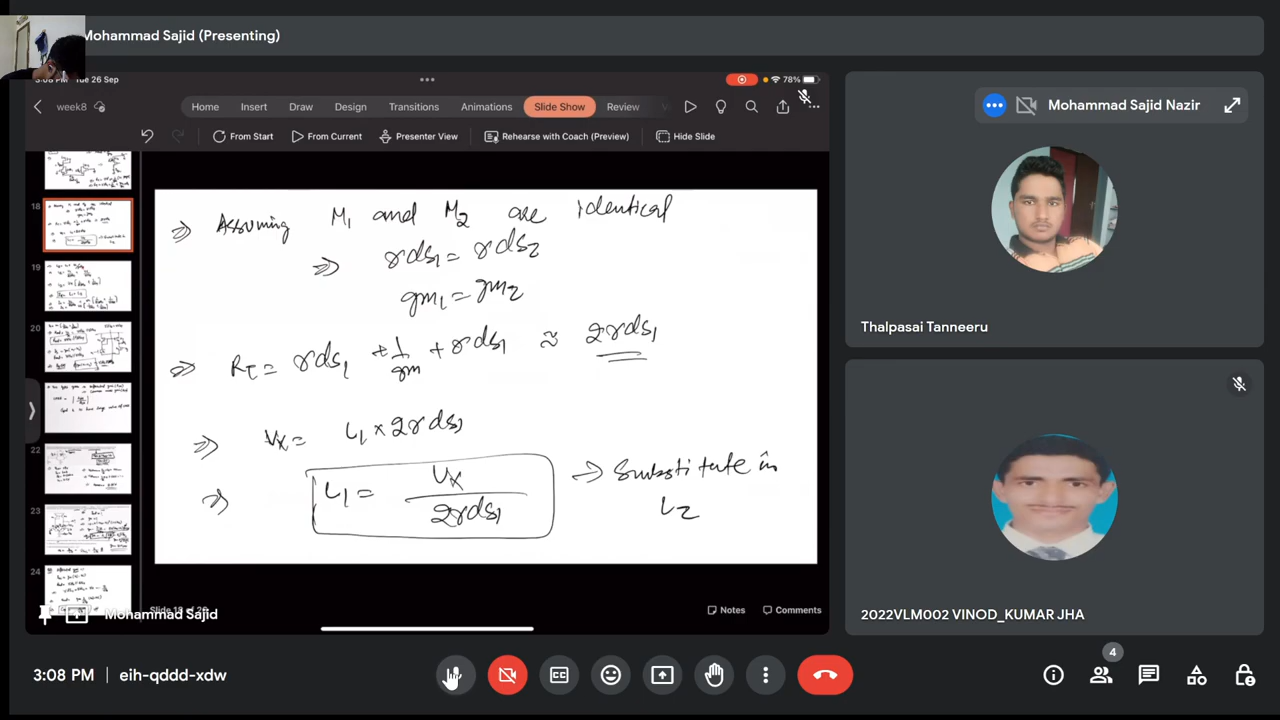 Mohammad Sajid (Presenting)
3:08 PM Tue 26 Sep
78%
week8
Home Insert Draw Design Transitions Animations Slide Show Review
From Start From Current Presenter View Rehearse with Coach (Preview) Hide Slide
18
19
20
22
23
24
⇒ Assuming M1 and M2 are identical
⇒ rds1 = rds2
gm1 = gm2
⇒ RT = rds1 + 1/gm + rds1 ≈ 2rds1
⇒ Vx = i1 × 2rds1
⇒ i1 = Vx / 2rds1 → Substitute in
i2
Slide 18 of 26
Notes Comments
Mohammad Sajid
Mohammad Sajid Nazir
Thalpasai Tanneeru
2022VLM002 VINOD_KUMAR JHA
3:08 PM eih-qddd-xdw
4